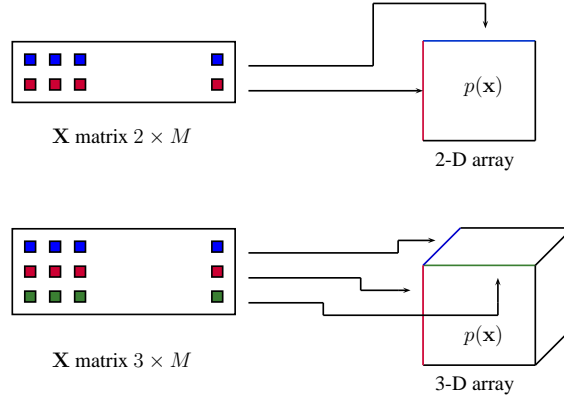 p(x)
X matrix 2 × M
2-D array
p(x)
X matrix 3 × M
3-D array